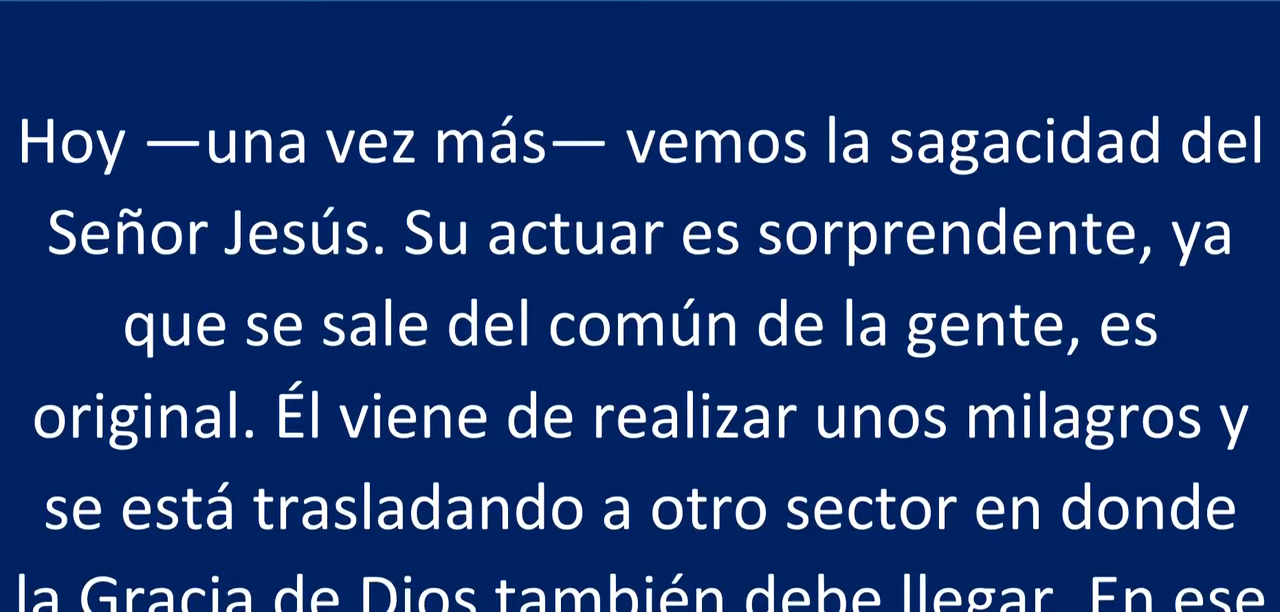 Hoy —una vez más— vemos la sagacidad del
Señor Jesús. Su actuar es sorprendente, ya
que se sale del común de la gente, es
original. Él viene de realizar unos milagros y
se está trasladando a otro sector en donde
la Gracia de Dios también debe llegar. En ese